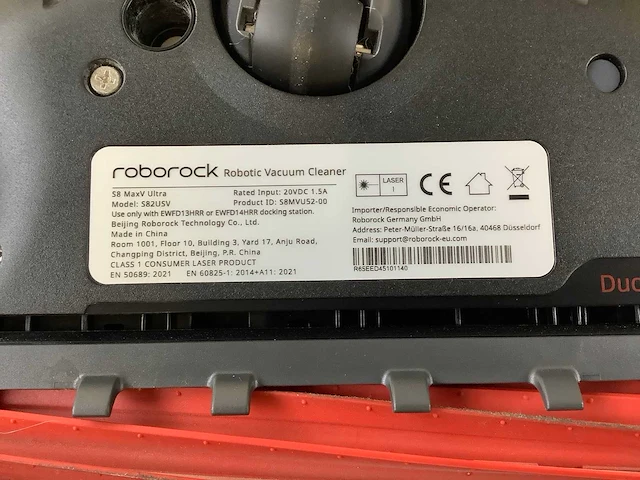 roborock Robotic Vacuum Cleaner
S8 MaxV Ultra Rated Input: 20VDC 1.5A
Model: S82USV Product ID: S8MVU52-00
Use only with EWFD13HRR or EWFD14HRR docking station.
Beijing Roborock Technology Co., Ltd.
Made in China
Room 1001, Floor 10, Building 3, Yard 17, Anju Road,
Changping District, Beijing, P.R. China
CLASS 1 CONSUMER LASER PRODUCT
EN 50689: 2021 EN 60825-1: 2014+A11: 2021
LASER
1
CE
Importer/Responsible Economic Operator:
Roborock Germany GmbH
Address: Peter-Müller-Straße 16/16a, 40468 Düsseldorf
Email: support@roborock-eu.com
R6SEED45101140
Duo